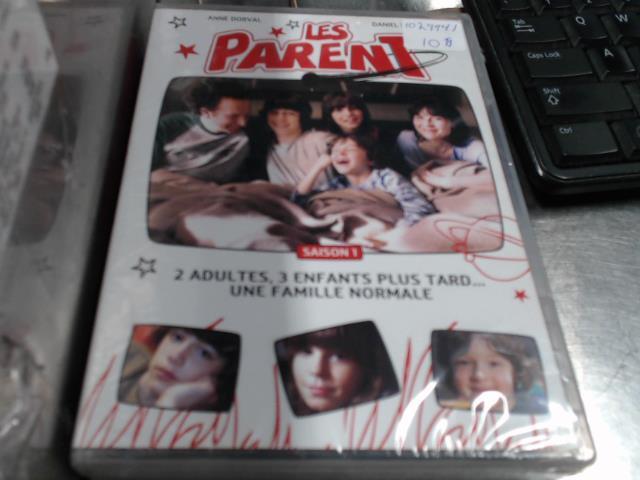 ANNE DORVAL
DANIEL
10
LES
PARENT
SAISON 1
2 ADULTES, 3 ENFANTS PLUS TARD...
UNE FAMILLE NORMALE
Tab
Q
W
Caps Lock
A
Shift
Ctrl